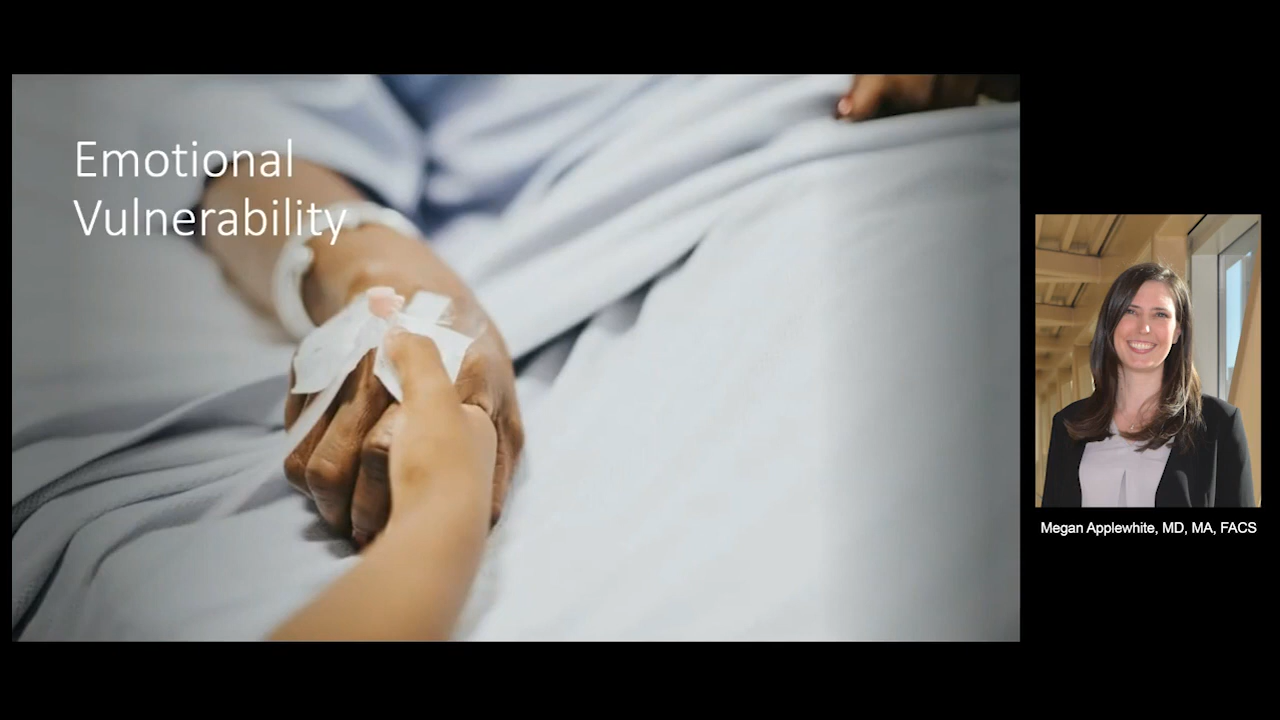 Emotional
Vulnerability
Megan Applewhite, MD, MA, FACS